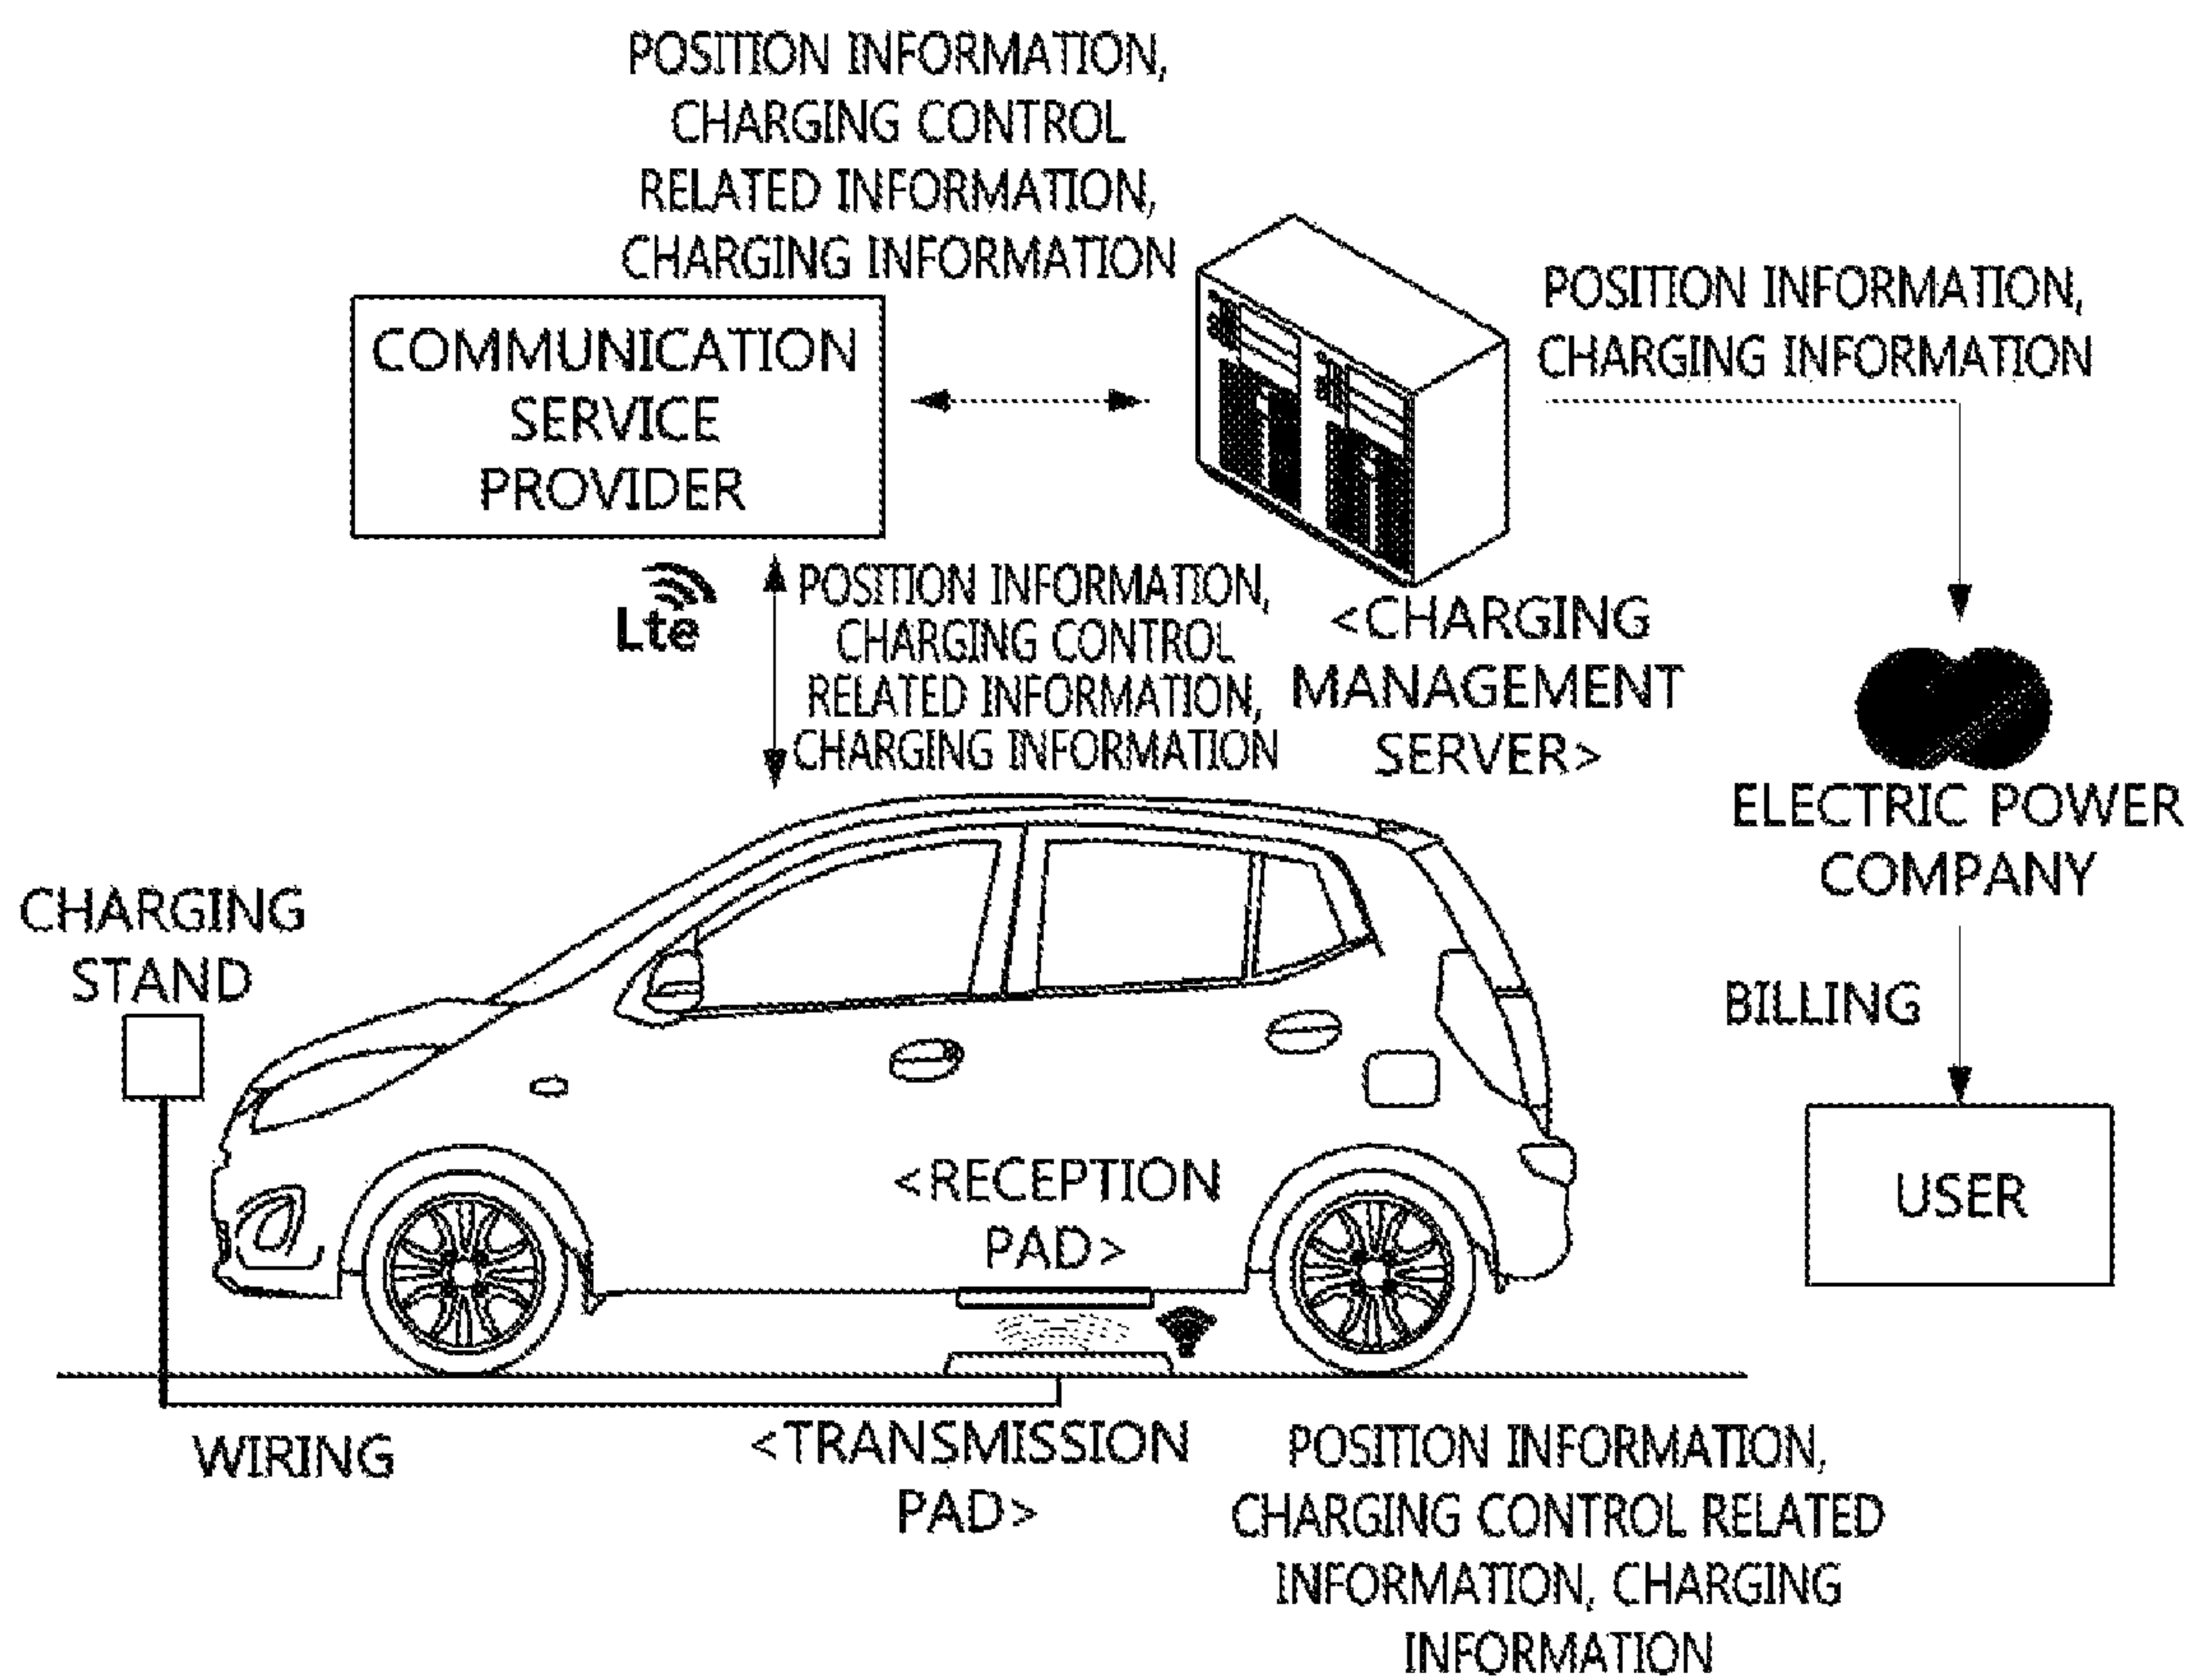 POSITION INFORMATION,
CHARGING CONTROL
RELATED INFORMATION,
CHARGING INFORMATION
COMMUNICATION
SERVICE
PROVIDER
POSITION INFORMATION,
CHARGING INFORMATION
Lte
POSITION INFORMATION,
CHARGING CONTROL
RELATED INFORMATION,
CHARGING INFORMATION
<CHARGING
MANAGEMENT
SERVER>
ELECTRIC POWER
COMPANY
BILLING
USER
CHARGING
STAND
<RECEPTION
PAD>
WIRING
<TRANSMISSION
PAD>
POSITION INFORMATION,
CHARGING CONTROL RELATED
INFORMATION, CHARGING
INFORMATION